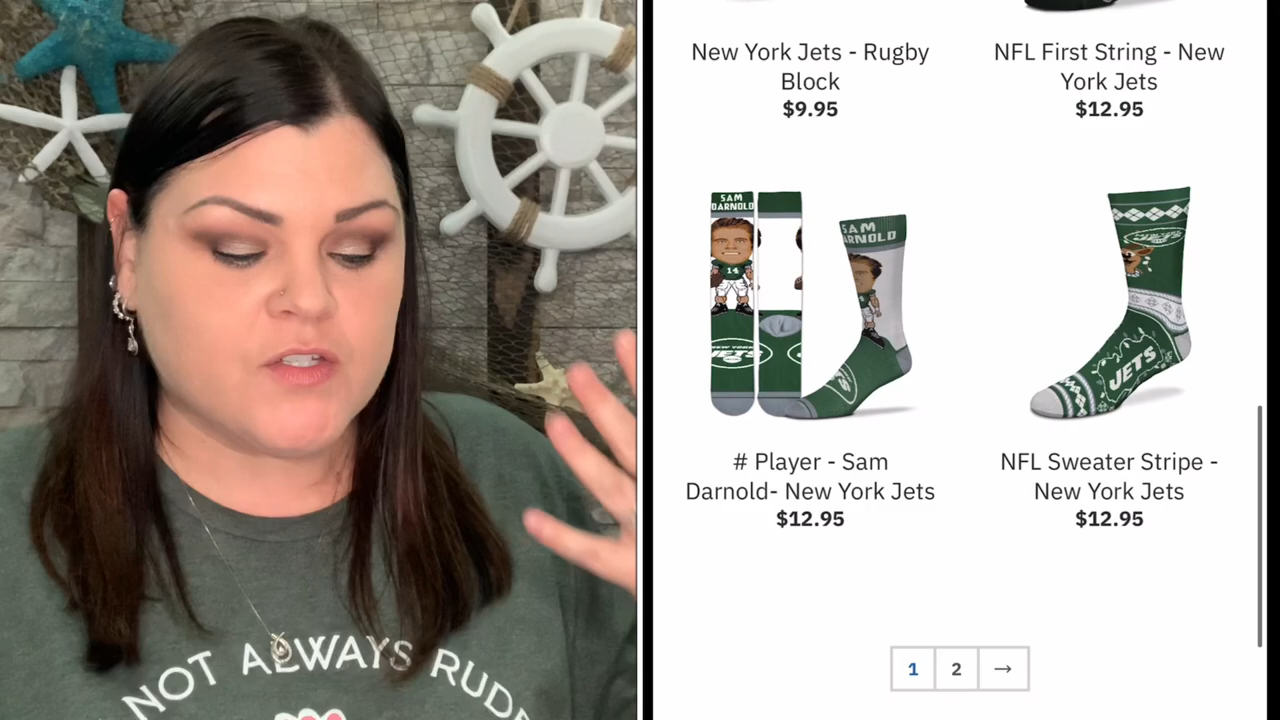 NOT ALWAYS RUDE
New York Jets - Rugby
Block
$9.95
NFL First String - New
York Jets
$12.95
SAM
DARNOLD
14
NEW YORK
JETS
SAM
DARNOLD
JETS
# Player - Sam
Darnold- New York Jets
$12.95
NFL Sweater Stripe -
New York Jets
$12.95
1 2 →